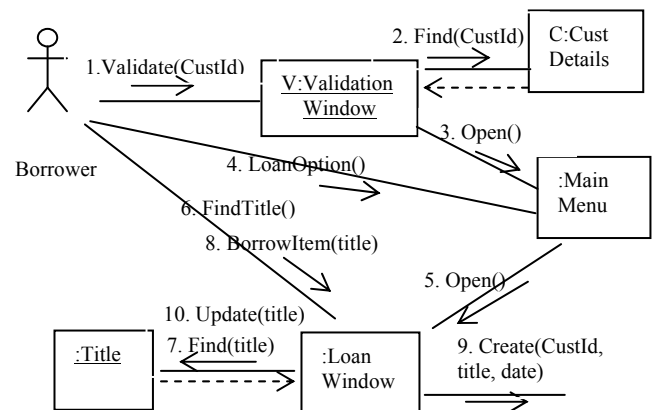 2. Find(CustId)
C:Cust
Details
1.Validate(CustId)
V:Validation
Window
3. Open()
Borrower
4. LoanOption()
:Main
Menu
6. FindTitle()
8. BorrowItem(title)
5. Open()
10. Update(title)
:Title
7. Find(title)
:Loan
Window
9. Create(CustId,
title, date)